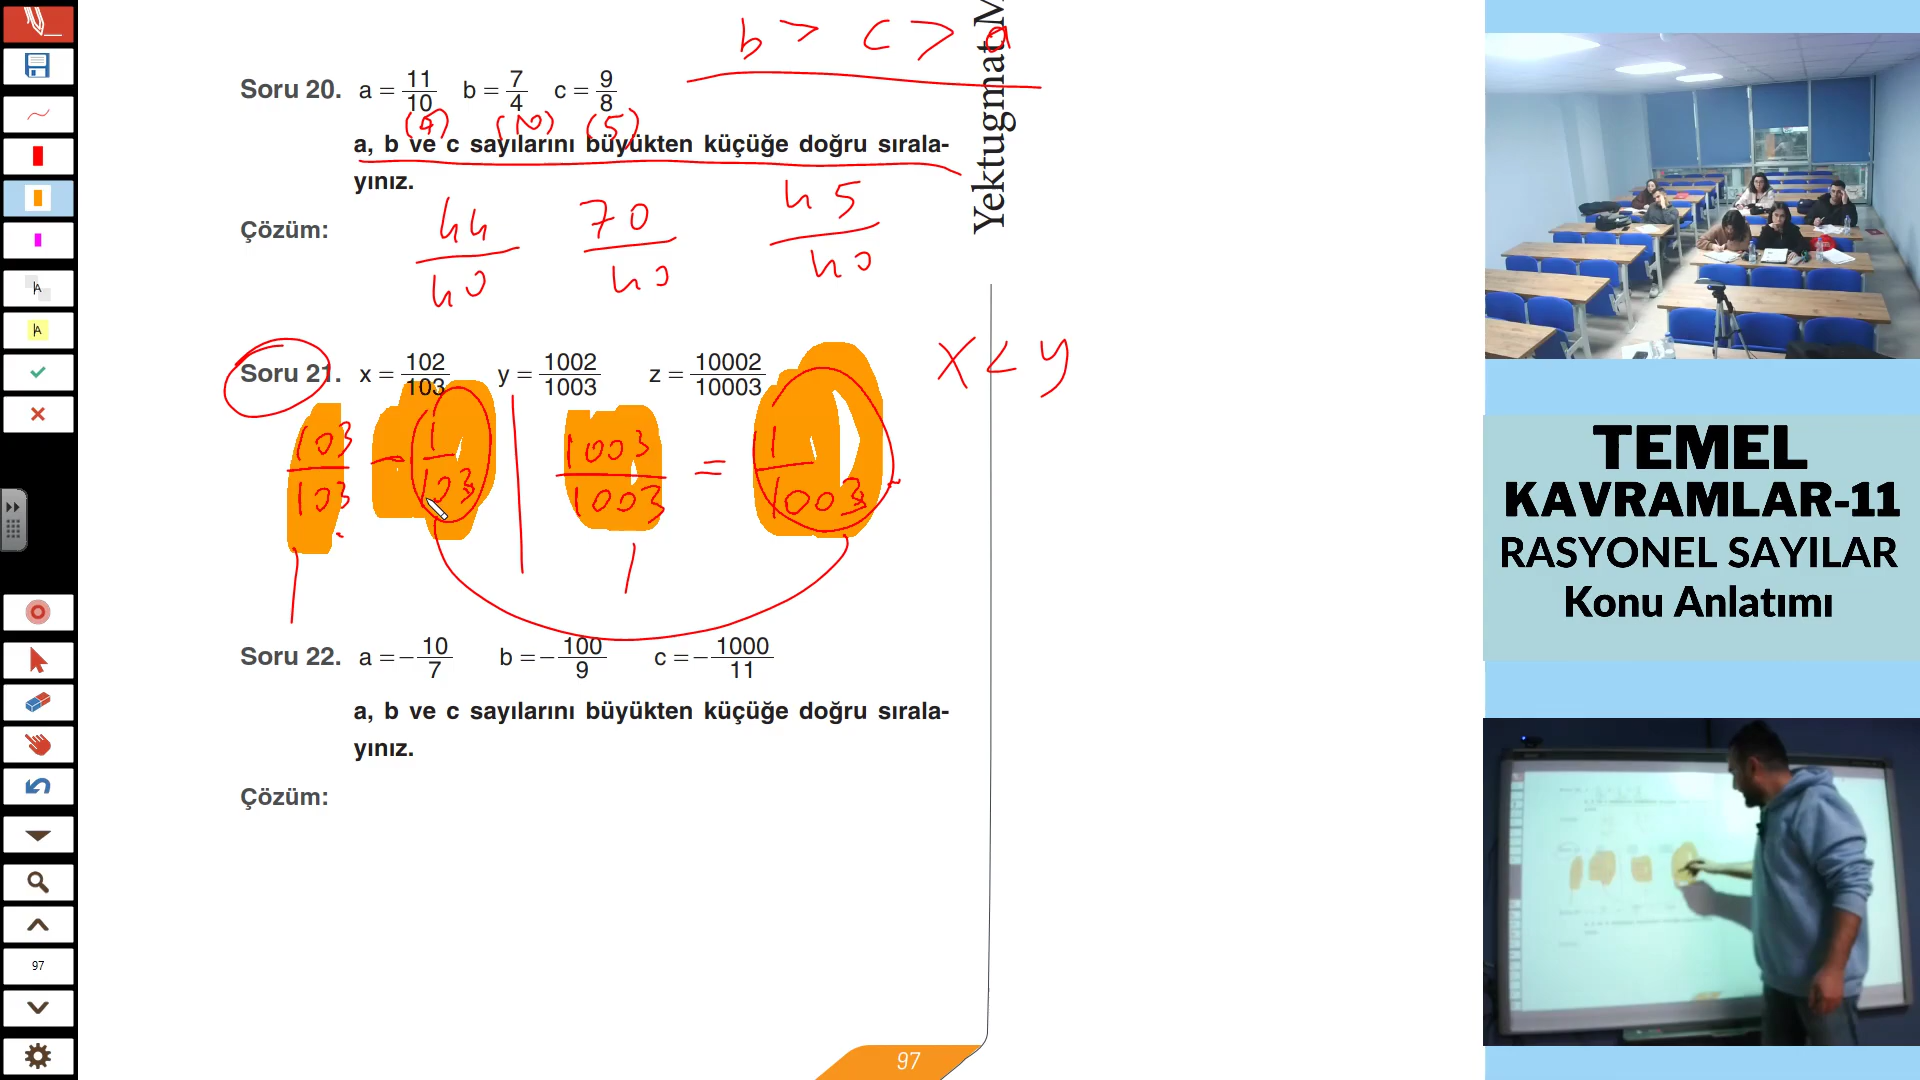 b > c > a
Soru 20. a = 11/10 b = 7/4 c = 9/8
(4) (10) (5)
a, b ve c sayılarını büyükten küçüğe doğru sırala-
yınız.
Çözüm:
44/40 70/40 45/40
Yektugmat M
Soru 21. x = 102/103 y = 1002/1003 z = 10002/10003
x < y
103/103 - 1/103 | 1003/1003 = 1/1003
1 1
Soru 22. a = - 10/7 b = - 100/9 c = - 1000/11
a, b ve c sayılarını büyükten küçüğe doğru sırala-
yınız.
Çözüm:
97
97
TEMEL
KAVRAMLAR-11
RASYONEL SAYILAR
Konu Anlatımı